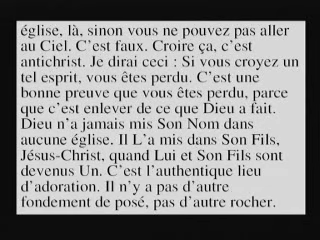 église, là, sinon vous ne pouvez pas aller
au Ciel. C’est faux. Croire ça, c’est
antichrist. Je dirai ceci : Si vous croyez un
tel esprit, vous êtes perdu. C’est une
bonne preuve que vous êtes perdu, parce
que c’est enlever de ce que Dieu a fait.
Dieu n’a jamais mis Son Nom dans
aucune église. Il L’a mis dans Son Fils,
Jésus-Christ, quand Lui et Son Fils sont
devenus Un. C’est l’authentique lieu
d’adoration. Il n’y a pas d’autre
fondement de posé, pas d’autre rocher.